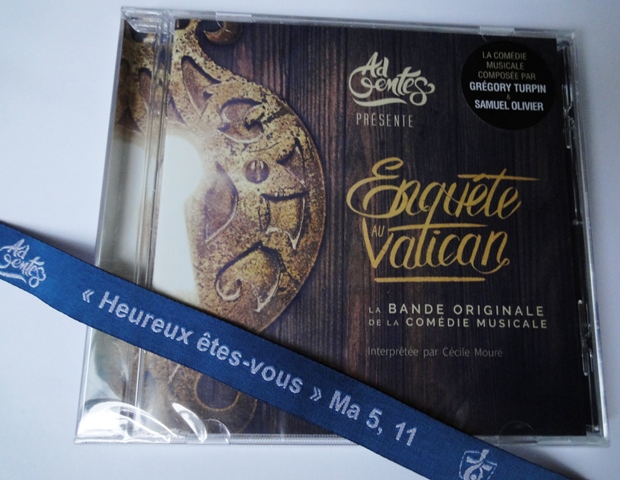 Ad
Gentes
PRÉSENTE
LA COMÉDIE
MUSICALE
COMPOSÉE PAR
GRÉGORY TURPIN
&
SAMUEL OLIVIER
Enquête
AU
Vatican
LA BANDE ORIGINALE
DE LA COMÉDIE MUSICALE
Interprétée par Cécile Moure
Ad
Gentes
« Heureux êtes-vous » Ma 5, 11